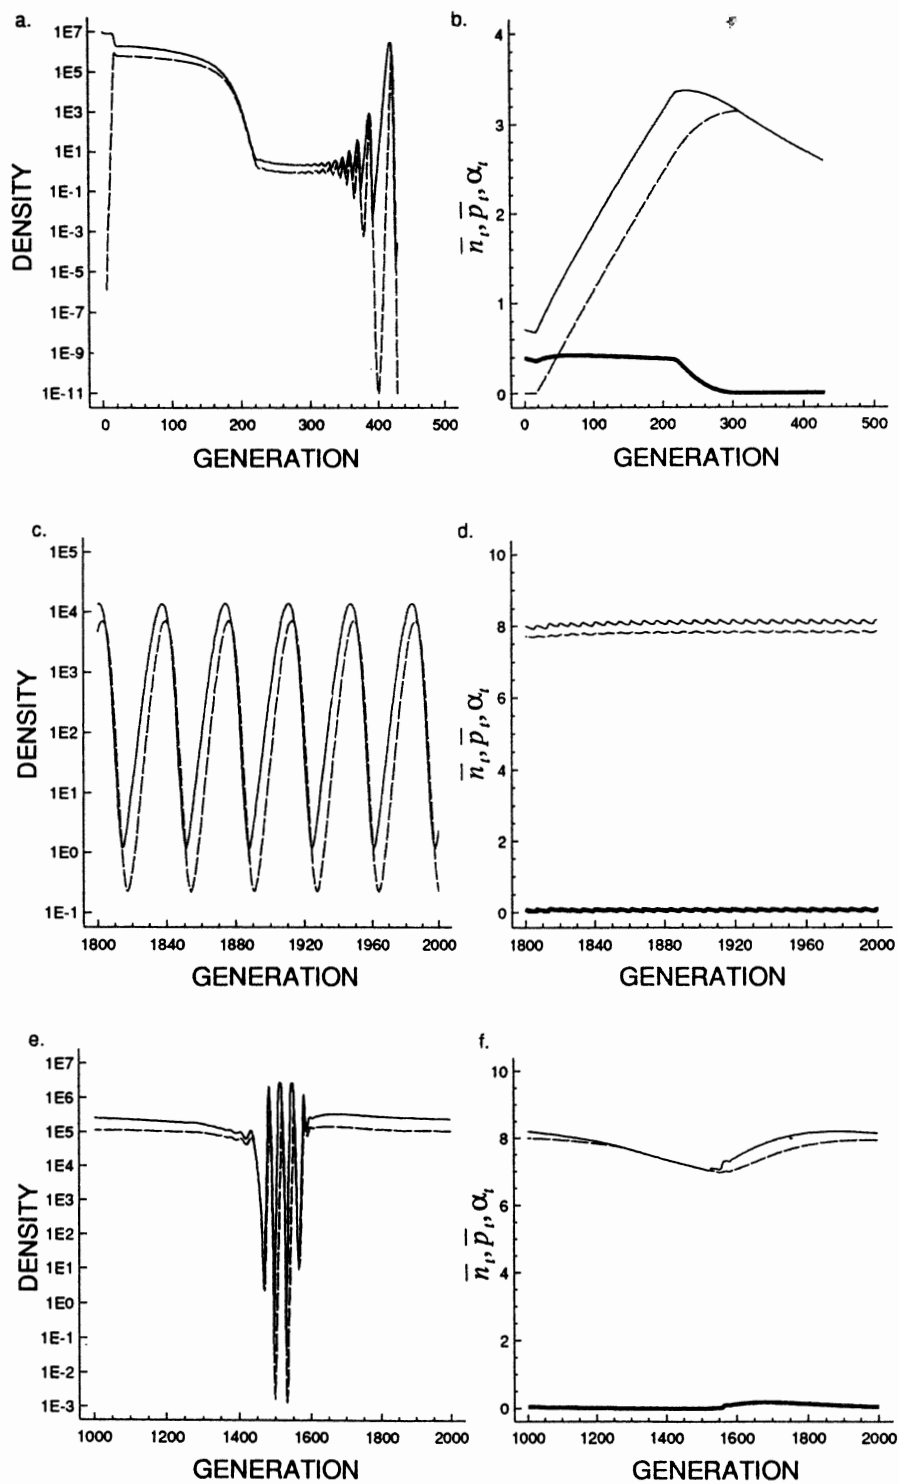 a.
1E7
1E5
1E3
1E1
1E-1
1E-3
1E-5
1E-7
1E-9
1E-11
DENSITY
0 100 200 300 400 500
GENERATION
b.
4
3
2
1
0
n̅t, p̅t, αt
0 100 200 300 400 500
GENERATION
c.
1E5
1E4
1E3
1E2
1E1
1E0
1E-1
DENSITY
1800 1840 1880 1920 1960 2000
GENERATION
d.
10
8
6
4
2
0
n̅t, p̅t, αt
1800 1840 1880 1920 1960 2000
GENERATION
e.
1E7
1E6
1E5
1E4
1E3
1E2
1E1
1E0
1E-1
1E-2
1E-3
DENSITY
1000 1200 1400 1600 1800 2000
GENERATION
f.
10
8
6
4
2
0
n̅t, p̅t, αt
1000 1200 1400 1600 1800 2000
GENERATION